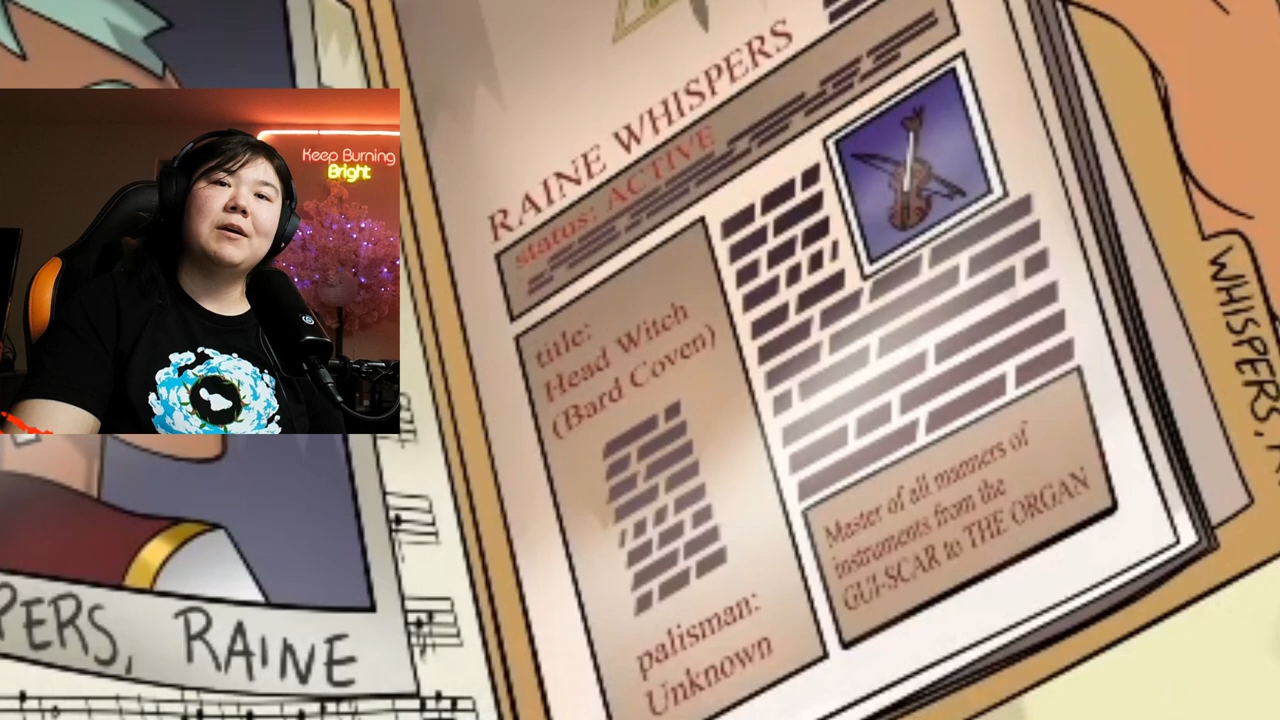 Keep Burning
Bright
RAINE WHISPERS
status: ACTIVE
title:
Head Witch
(Bard Coven)
palisman:
Unknown
Master of all manners of
instruments from the
GUI-SCAR to THE ORGAN
WHISPERS,
PERS, RAINE